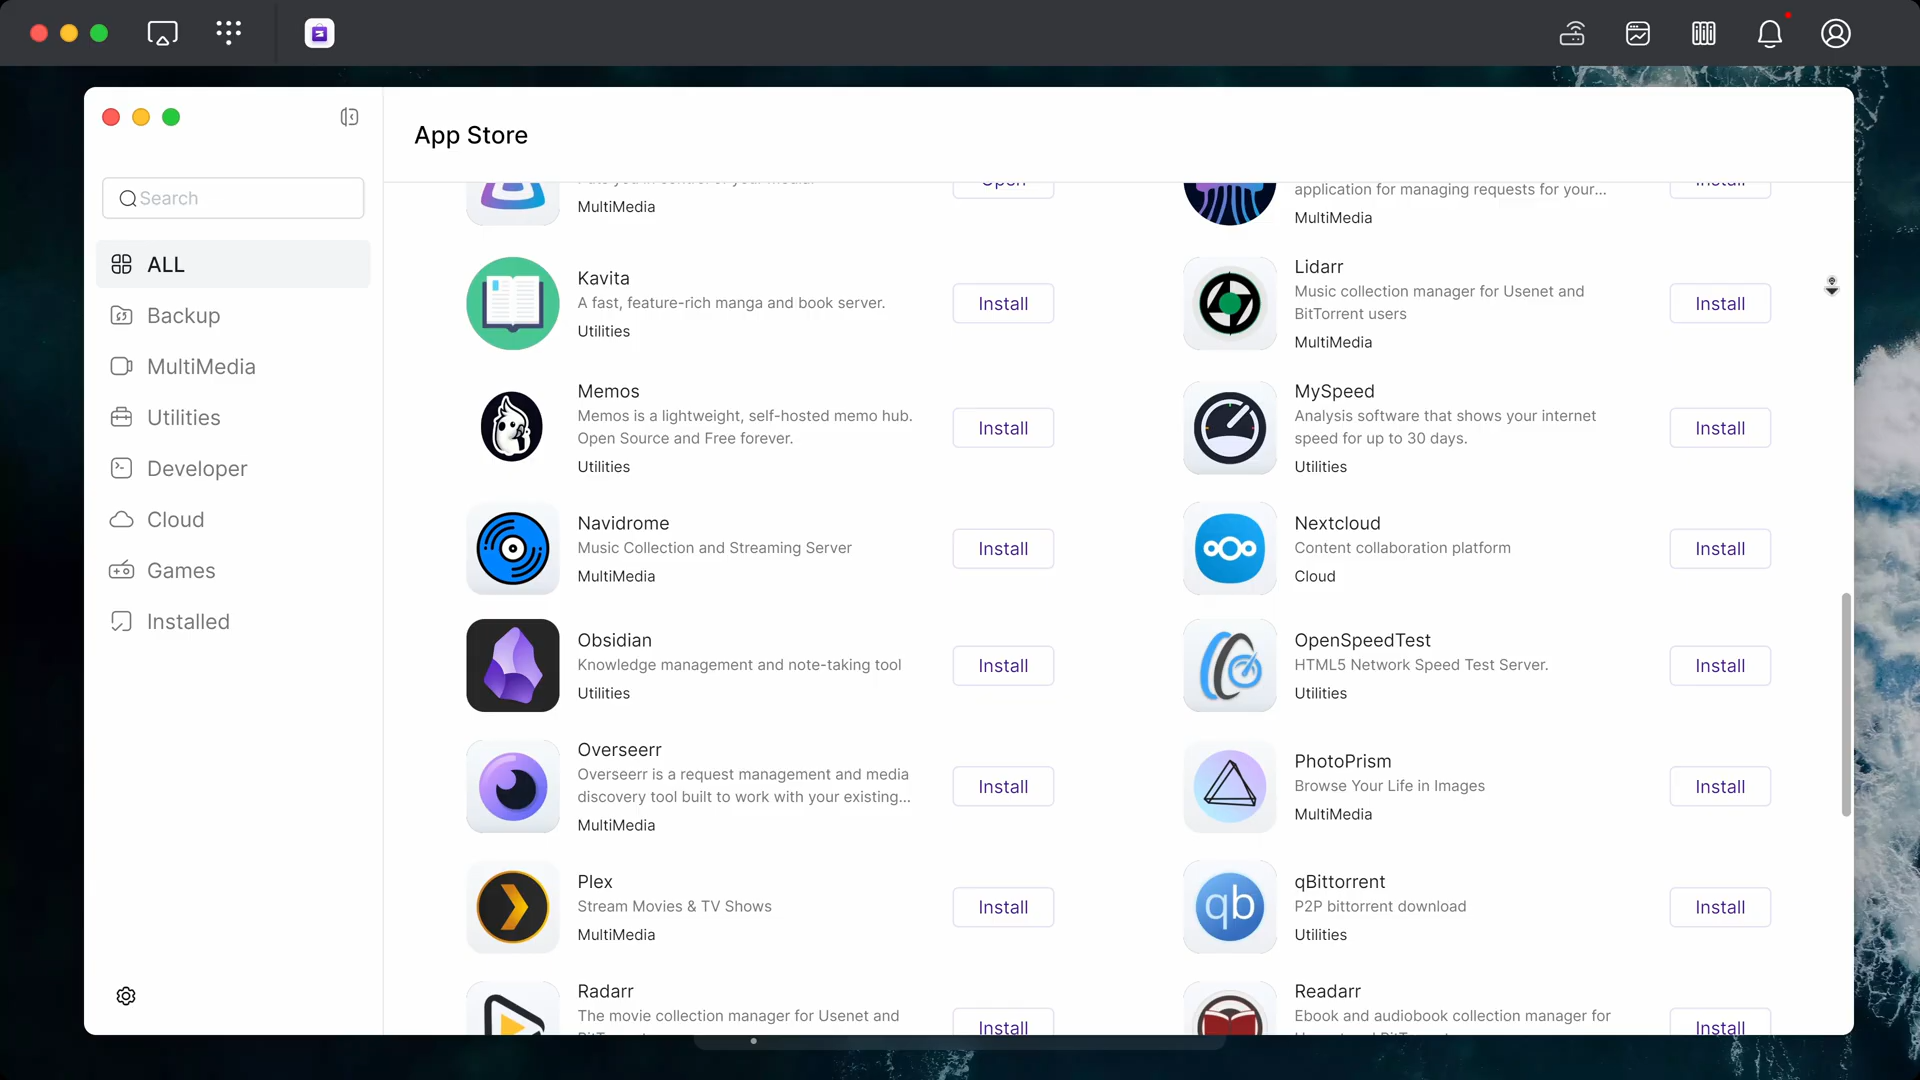 App Store
Search
ALL
Backup
MultiMedia
Utilities
Developer
Cloud
Games
Installed
MultiMedia
Open
application for managing requests for your...
MultiMedia
Install
Kavita
A fast, feature-rich manga and book server.
Utilities
Install
Lidarr
Music collection manager for Usenet and
BitTorrent users
MultiMedia
Install
Memos
Memos is a lightweight, self-hosted memo hub.
Open Source and Free forever.
Utilities
Install
MySpeed
Analysis software that shows your internet
speed for up to 30 days.
Utilities
Install
Navidrome
Music Collection and Streaming Server
MultiMedia
Install
Nextcloud
Content collaboration platform
Cloud
Install
Obsidian
Knowledge management and note-taking tool
Utilities
Install
OpenSpeedTest
HTML5 Network Speed Test Server.
Utilities
Install
Overseerr
Overseerr is a request management and media
discovery tool built to work with your existing...
MultiMedia
Install
PhotoPrism
Browse Your Life in Images
MultiMedia
Install
Plex
Stream Movies & TV Shows
MultiMedia
Install
qb
qBittorrent
P2P bittorrent download
Utilities
Install
Radarr
The movie collection manager for Usenet and
Install
Readarr
Ebook and audiobook collection manager for
Install